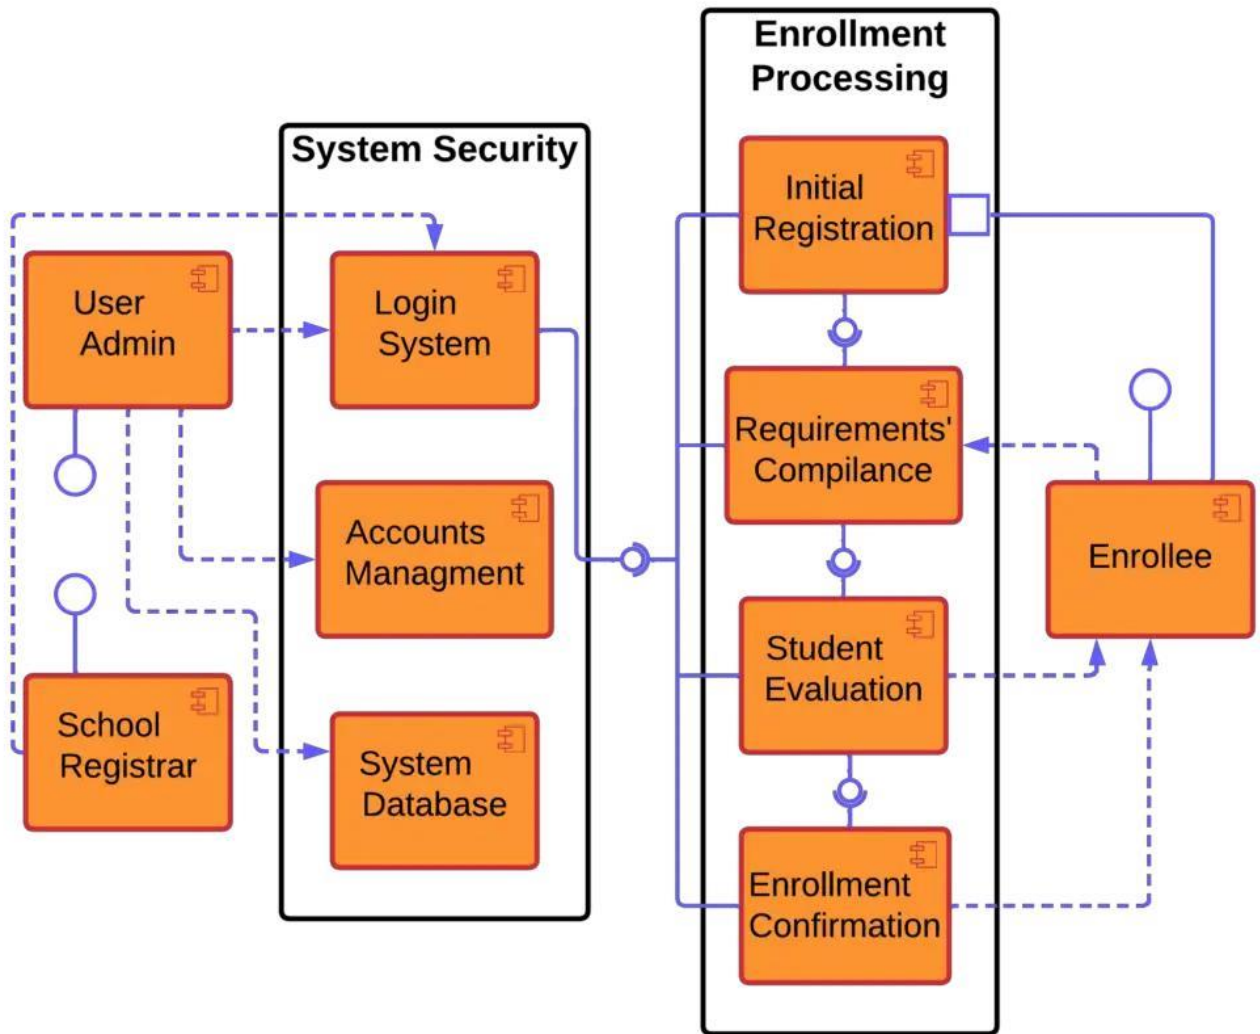 Enrollment
Processing
System Security
Initial
Registration
User
Admin
Login
System
Requirements'
Compilance
Accounts
Managment
Enrollee
Student
Evaluation
School
Registrar
System
Database
Enrollment
Confirmation